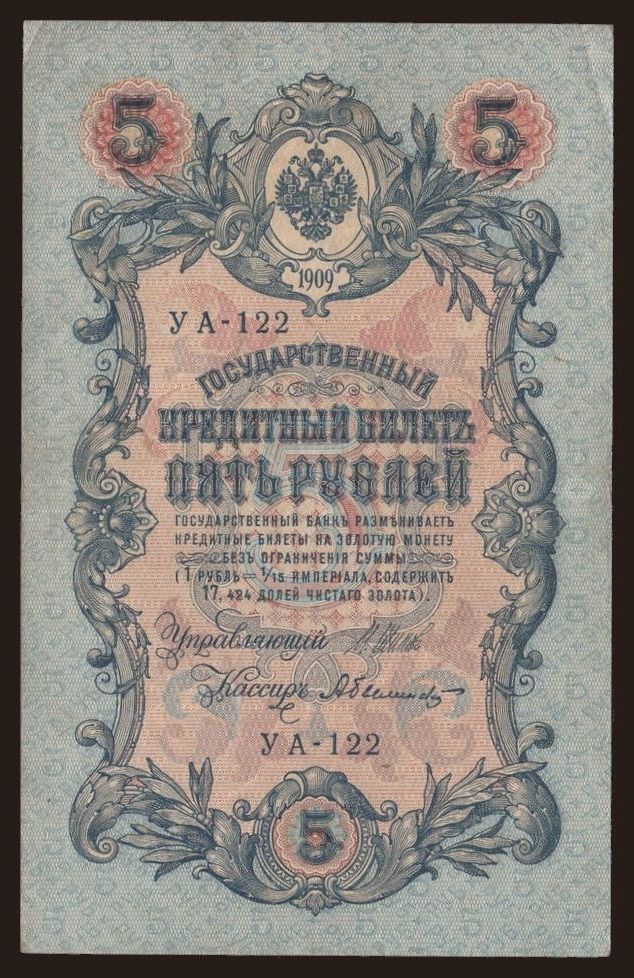 5 5
1909
УА-122
ГОСУДАРСТВЕННЫЙ
КРЕДИТНЫЙ БИЛЕТЪ
ПЯТЬ РУБЛЕЙ
ГОСУДАРСТВЕННЫЙ БАНКЪ РАЗМѢНИВАЕТЪ
КРЕДИТНЫЕ БИЛЕТЫ НА ЗОЛОТУЮ МОНЕТУ
БЕЗЪ ОГРАНИЧЕНІЯ СУММЫ
(1 РУБЛЬ = 1/15 ИМПЕРІАЛА, СОДЕРЖИТЪ
17,424 ДОЛЕЙ ЧИСТАГО ЗОЛОТА).
Управляющій
Кассиръ
УА-122
5